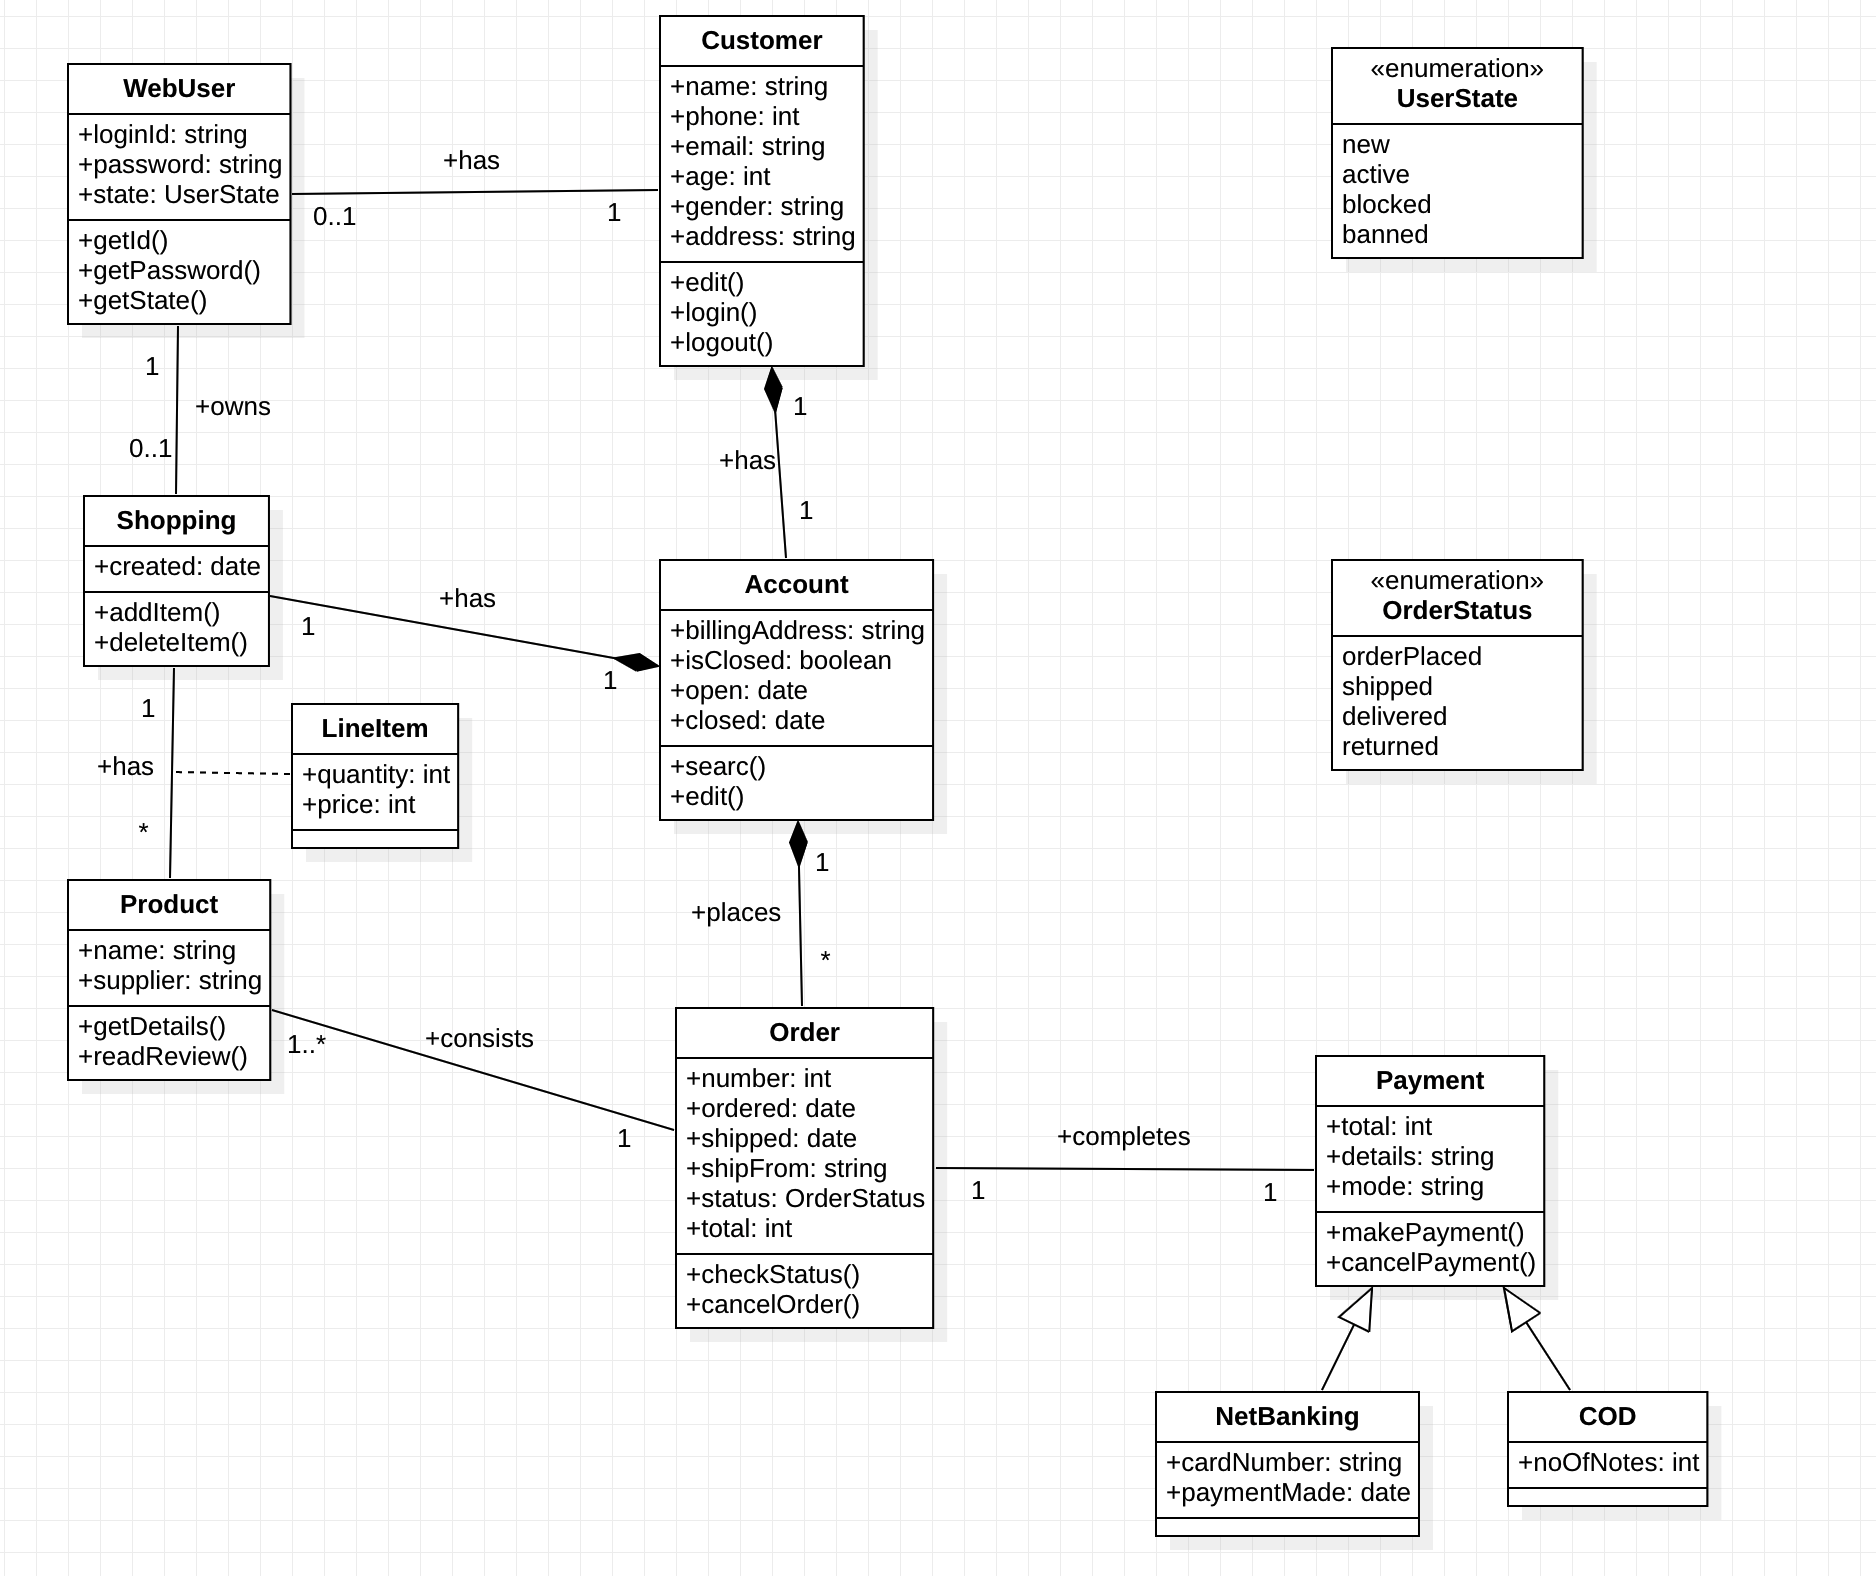 WebUser
+loginId: string
+password: string
+state: UserState
+getId()
+getPassword()
+getState()
+has
0..1
1
Customer
+name: string
+phone: int
+email: string
+age: int
+gender: string
+address: string
+edit()
+login()
+logout()
«enumeration»
UserState
new
active
blocked
banned
1
+owns
0..1
1
+has
1
Shopping
+created: date
+addItem()
+deleteItem()
+has
1
1
Account
+billingAddress: string
+isClosed: boolean
+open: date
+closed: date
+searc()
+edit()
«enumeration»
OrderStatus
orderPlaced
shipped
delivered
returned
1
+has
*
LineItem
+quantity: int
+price: int
1
+places
*
Product
+name: string
+supplier: string
+getDetails()
+readReview()
1..*
+consists
1
Order
+number: int
+ordered: date
+shipped: date
+shipFrom: string
+status: OrderStatus
+total: int
+checkStatus()
+cancelOrder()
+completes
1
1
Payment
+total: int
+details: string
+mode: string
+makePayment()
+cancelPayment()
NetBanking
+cardNumber: string
+paymentMade: date
COD
+noOfNotes: int